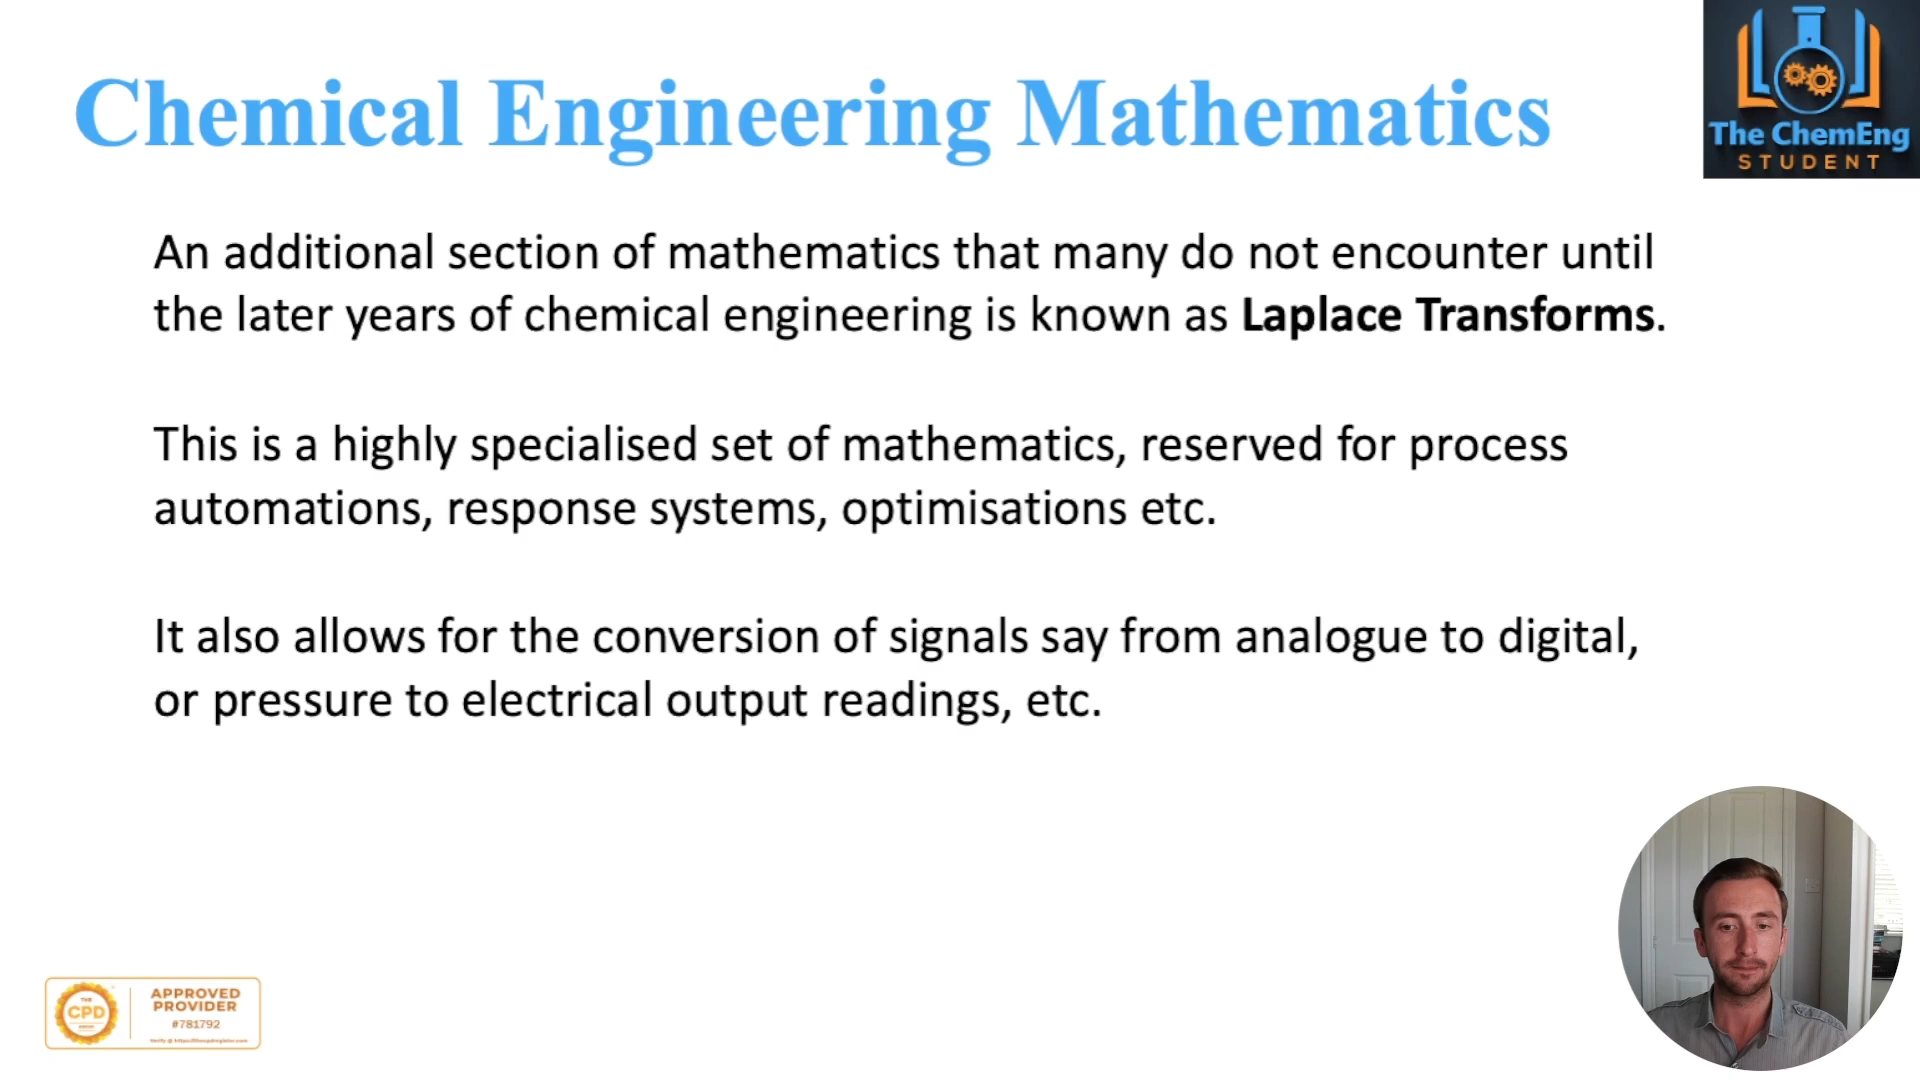 Chemical Engineering Mathematics
The ChemEng
STUDENT
An additional section of mathematics that many do not encounter until
the later years of chemical engineering is known as Laplace Transforms.
This is a highly specialised set of mathematics, reserved for process
automations, response systems, optimisations etc.
It also allows for the conversion of signals say from analogue to digital,
or pressure to electrical output readings, etc.
THE
CPD
APPROVED
PROVIDER
#781792